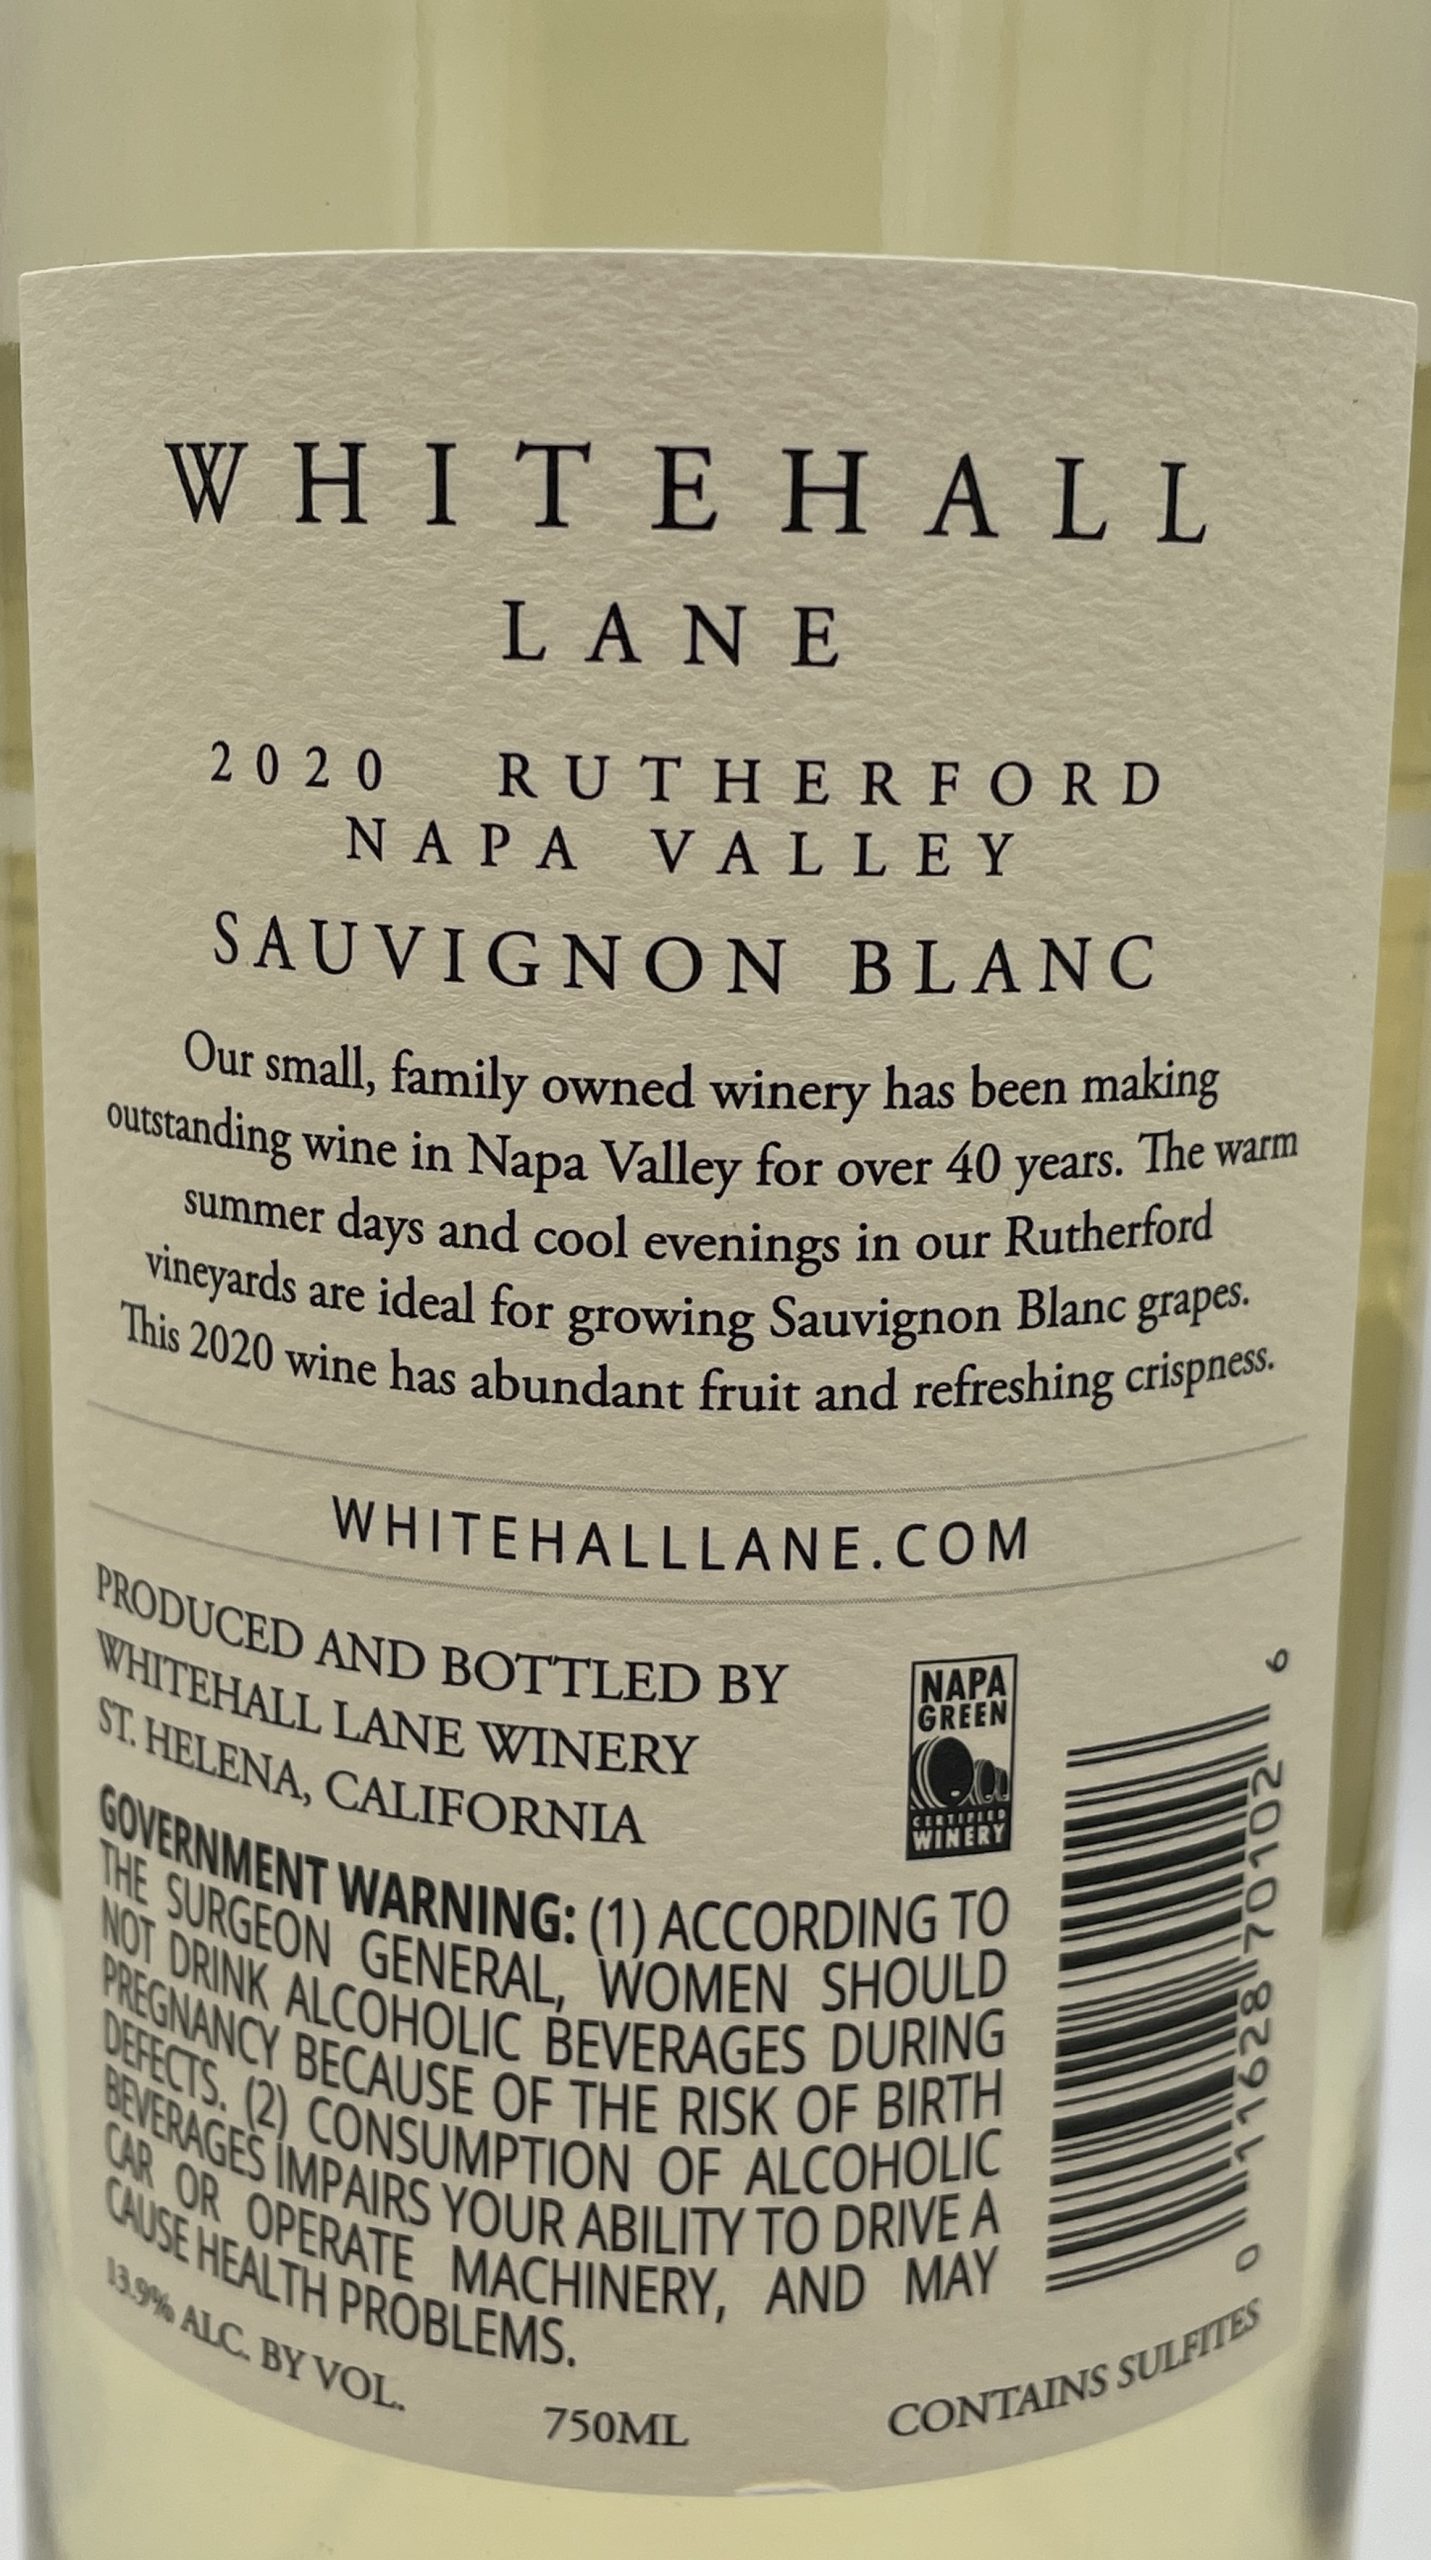 WHITEHALL
LANE
2020 RUTHERFORD
NAPA VALLEY
SAUVIGNON BLANC
Our small, family owned winery has been making
outstanding wine in Napa Valley for over 40 years. The warm
summer days and cool evenings in our Rutherford
vineyards are ideal for growing Sauvignon Blanc grapes.
This 2020 wine has abundant fruit and refreshing crispness.
WHITEHALLLANE.COM
PRODUCED AND BOTTLED BY
WHITEHALL LANE WINERY
ST. HELENA, CALIFORNIA
NAPA
GREEN
CERTIFIED
WINERY
GOVERNMENT WARNING: (1) ACCORDING TO
THE SURGEON GENERAL, WOMEN SHOULD
NOT DRINK ALCOHOLIC BEVERAGES DURING
PREGNANCY BECAUSE OF THE RISK OF BIRTH
DEFECTS. (2) CONSUMPTION OF ALCOHOLIC
BEVERAGES IMPAIRS YOUR ABILITY TO DRIVE A
CAR OR OPERATE MACHINERY, AND MAY
CAUSE HEALTH PROBLEMS.
0 11628 70102 6
13.9% ALC. BY VOL.
750ML
CONTAINS SULFITES